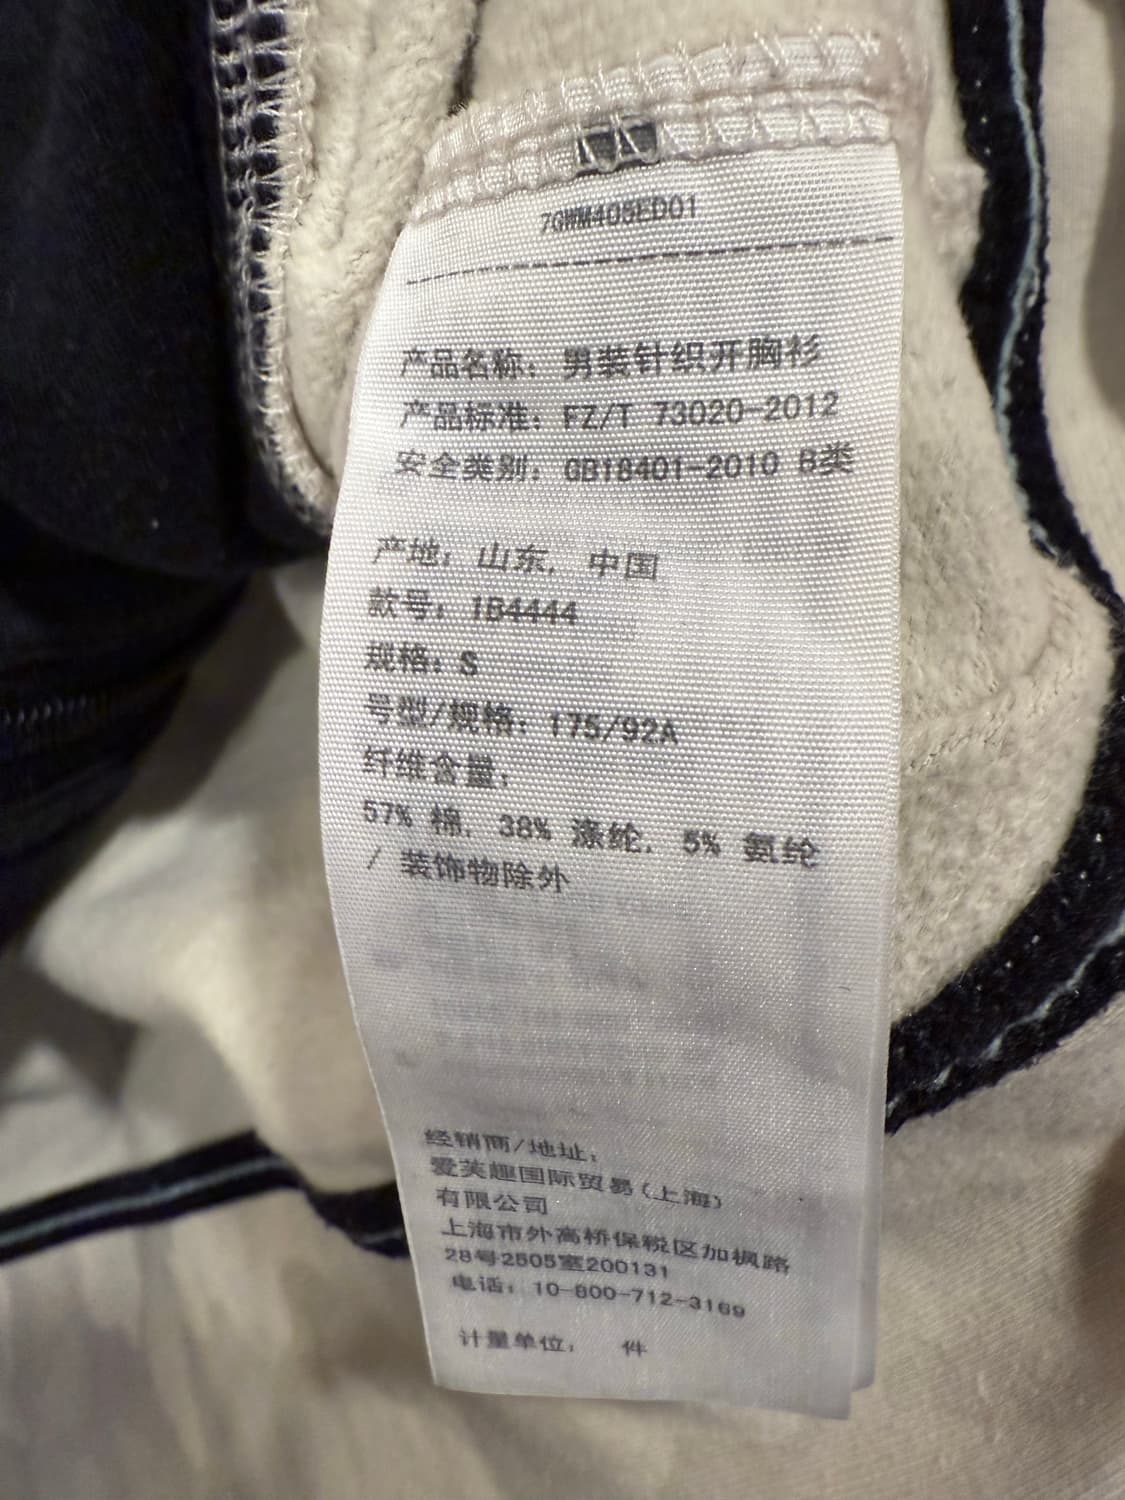 7GWM405ED01
产品名称：男装针织开胸衫
产品标准：FZ/T 73020-2012
安全类别：GB18401-2010 B类
产地：山东，中国
款号：1B4444
规格：S
号型/规格：175/92A
纤维含量：
57% 棉，38% 涤纶，5% 氨纶
/ 装饰物除外
经销商/地址：
爱芙趣国际贸易(上海)
有限公司
上海市外高桥保税区加枫路
28号2505室200131
电话：10-800-712-3169
计量单位： 件